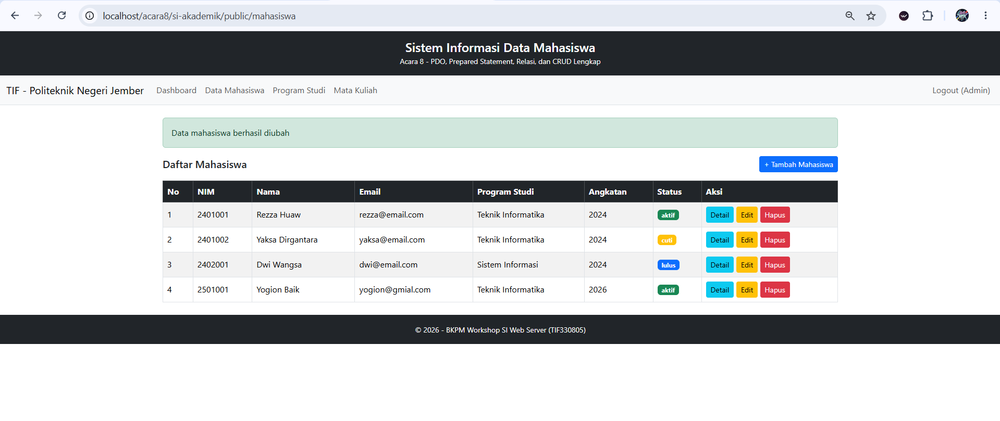 localhost/acara8/si-akademik/public/mahasiswa
Sistem Informasi Data Mahasiswa
Acara 8 - PDO, Prepared Statement, Relasi, dan CRUD Lengkap
TIF - Politeknik Negeri Jember Dashboard Data Mahasiswa Program Studi Mata Kuliah Logout (Admin)
Data mahasiswa berhasil diubah
Daftar Mahasiswa + Tambah Mahasiswa
No NIM Nama Email Program Studi Angkatan Status Aksi
1 2401001 Rezza Huaw rezza@email.com Teknik Informatika 2024 aktif Detail Edit Hapus
2 2401002 Yaksa Dirgantara yaksa@email.com Teknik Informatika 2024 cuti Detail Edit Hapus
3 2402001 Dwi Wangsa dwi@email.com Sistem Informasi 2024 lulus Detail Edit Hapus
4 2501001 Yogion Baik yogion@gmial.com Teknik Informatika 2026 aktif Detail Edit Hapus
© 2026 - BKPM Workshop SI Web Server (TIF330805)